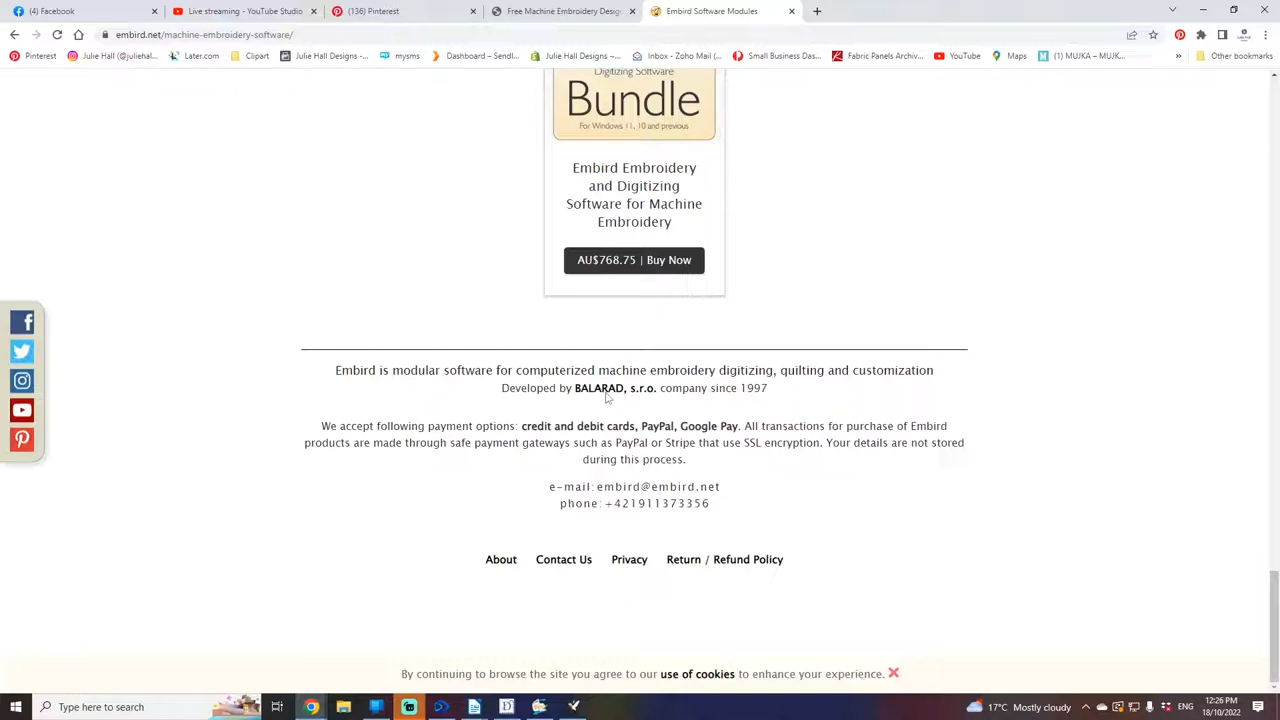 (4) Facebook
Live streaming - YouTube Studio
(136) Pinterest
Free Machine Embroidery Design
Embird Software Modules
embird.net/machine-embroidery-software/
Pinterest
Julie Hall (@juliehal...
Later.com
Clipart
Julie Hall Designs -...
mysms
Dashboard – Sendl...
Julie Hall Designs ~...
Inbox - Zoho Mail (...
Small Business Das...
Fabric Panels Archiv...
YouTube
Maps
(1) MUJKA – MUJK...
»
Other bookmarks
Digitizing Software
Bundle
For Windows 11, 10 and previous
Embird Embroidery
and Digitizing
Software for Machine
Embroidery
AU$768.75 | Buy Now
Embird is modular software for computerized machine embroidery digitizing, quilting and customization
Developed by BALARAD, s.r.o. company since 1997
We accept following payment options: credit and debit cards, PayPal, Google Pay. All transactions for purchase of Embird
products are made through safe payment gateways such as PayPal or Stripe that use SSL encryption. Your details are not stored
during this process.
e-mail: embird@embird.net
phone: +421911373356
About Contact Us Privacy Return / Refund Policy
By continuing to browse the site you agree to our use of cookies to enhance your experience.
Type here to search
17°C Mostly cloudy
12:26 PM
18/10/2022